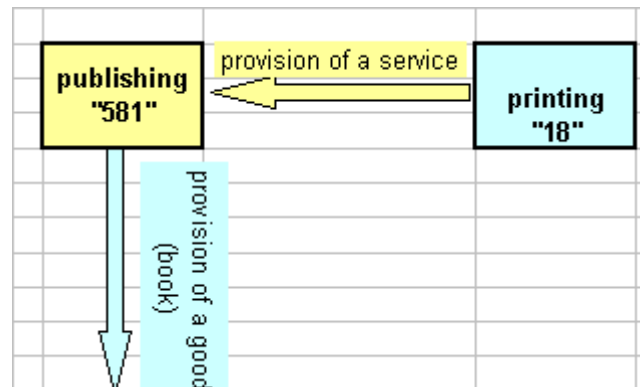 publishing
"581"
provision of a service
printing
"18"
provision of a good
(book)